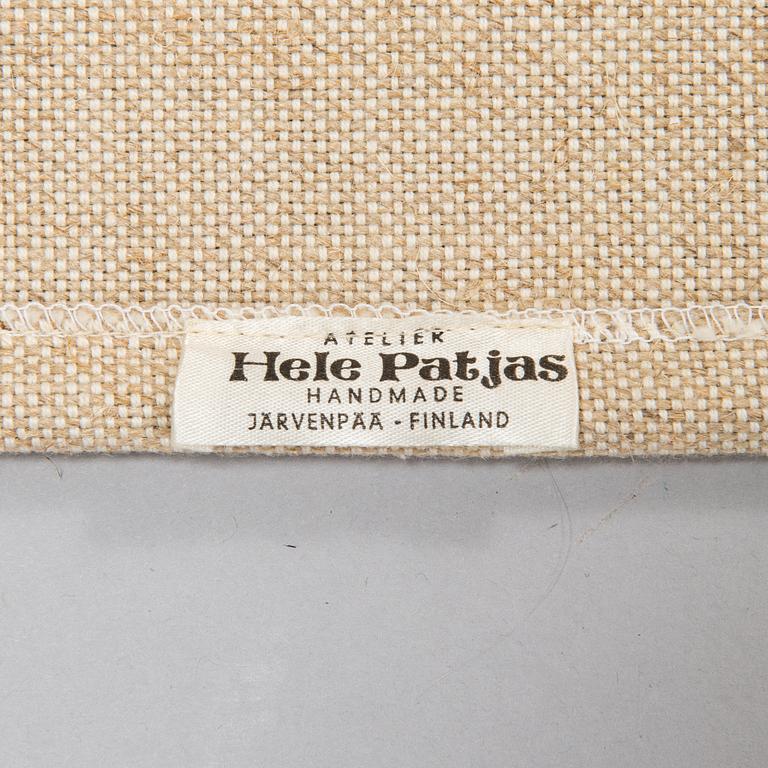 ATELIER
Hele Patjas
HANDMADE
JÄRVENPÄÄ - FINLAND